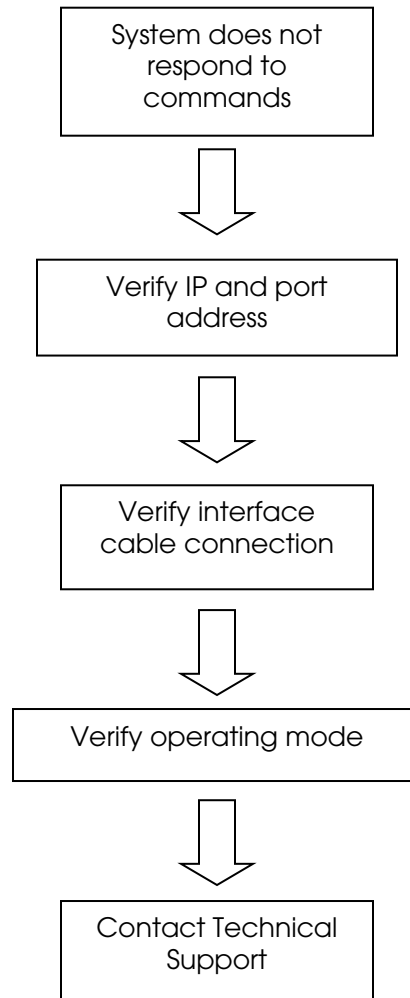 System does not
respond to
commands
Verify IP and port
address
Verify interface
cable connection
Verify operating mode
Contact Technical
Support